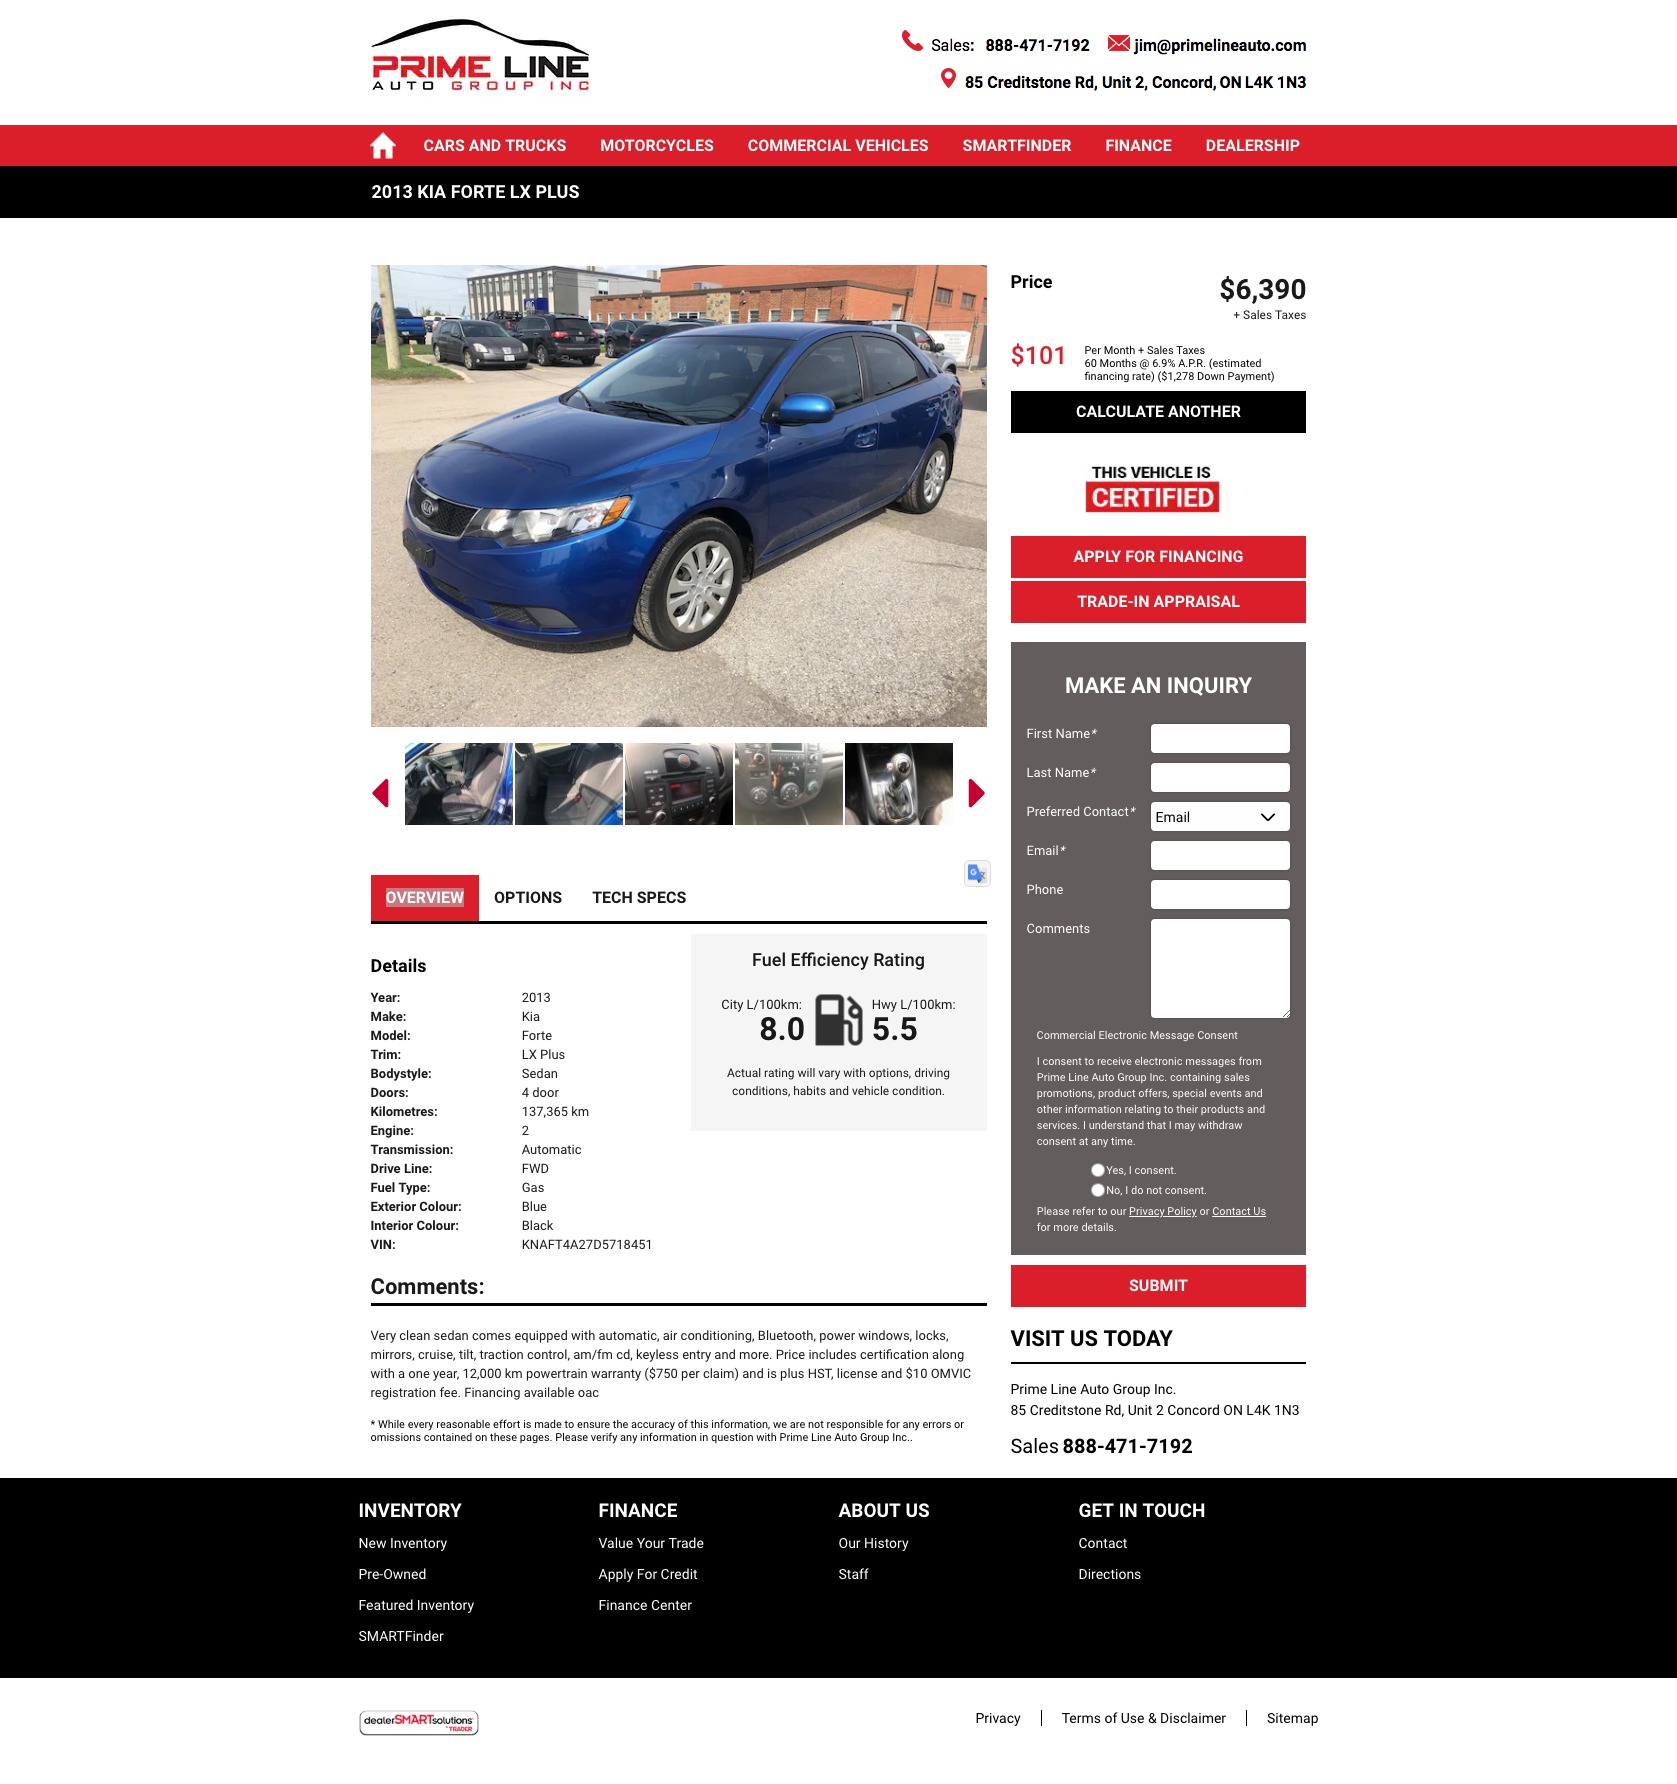 PRIME LINE
AUTO GROUP INC
Sales: 888-471-7192 jim@primelineauto.com
85 Creditstone Rd, Unit 2, Concord, ON L4K 1N3
CARS AND TRUCKS MOTORCYCLES COMMERCIAL VEHICLES SMARTFINDER FINANCE DEALERSHIP
2013 KIA FORTE LX PLUS
Price
$6,390
+ Sales Taxes
$101
Per Month + Sales Taxes
60 Months @ 6.9% A.P.R. (estimated
financing rate) ($1,278 Down Payment)
CALCULATE ANOTHER
THIS VEHICLE IS
CERTIFIED
APPLY FOR FINANCING
TRADE-IN APPRAISAL
MAKE AN INQUIRY
First Name*
Last Name*
Preferred Contact* Email
Email*
Phone
Comments
Commercial Electronic Message Consent
I consent to receive electronic messages from
Prime Line Auto Group Inc. containing sales
promotions, product offers, special events and
other information relating to their products and
services. I understand that I may withdraw
consent at any time.
Yes, I consent.
No, I do not consent.
Please refer to our Privacy Policy or Contact Us
for more details.
SUBMIT
VISIT US TODAY
Prime Line Auto Group Inc.
85 Creditstone Rd, Unit 2 Concord ON L4K 1N3
Sales 888-471-7192
OVERVIEW OPTIONS TECH SPECS
Details
Year: 2013
Make: Kia
Model: Forte
Trim: LX Plus
Bodystyle: Sedan
Doors: 4 door
Kilometres: 137,365 km
Engine: 2
Transmission: Automatic
Drive Line: FWD
Fuel Type: Gas
Exterior Colour: Blue
Interior Colour: Black
VIN: KNAFT4A27D5718451
Fuel Efficiency Rating
City L/100km: Hwy L/100km:
8.0 5.5
Actual rating will vary with options, driving
conditions, habits and vehicle condition.
Comments:
Very clean sedan comes equipped with automatic, air conditioning, Bluetooth, power windows, locks,
mirrors, cruise, tilt, traction control, am/fm cd, keyless entry and more. Price includes certification along
with a one year, 12,000 km powertrain warranty ($750 per claim) and is plus HST, license and $10 OMVIC
registration fee. Financing available oac
* While every reasonable effort is made to ensure the accuracy of this information, we are not responsible for any errors or
omissions contained on these pages. Please verify any information in question with Prime Line Auto Group Inc..
INVENTORY
New Inventory
Pre-Owned
Featured Inventory
SMARTFinder
FINANCE
Value Your Trade
Apply For Credit
Finance Center
ABOUT US
Our History
Staff
GET IN TOUCH
Contact
Directions
dealerSMARTsolutions
TRADER
Privacy Terms of Use & Disclaimer Sitemap